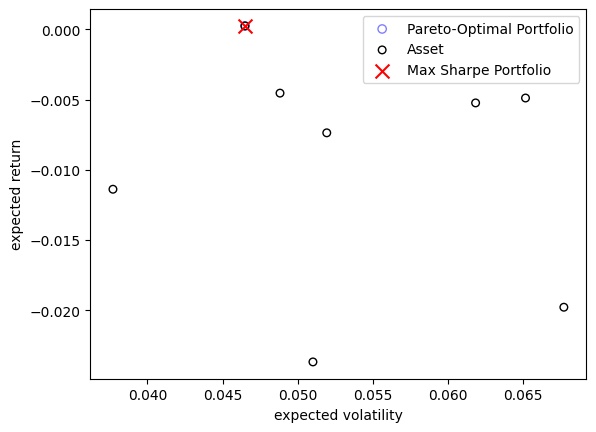 Pareto-Optimal Portfolio
Asset
Max Sharpe Portfolio
0.000
−0.005
−0.010
−0.015
−0.020
expected return
0.040
0.045
0.050
0.055
0.060
0.065
expected volatility